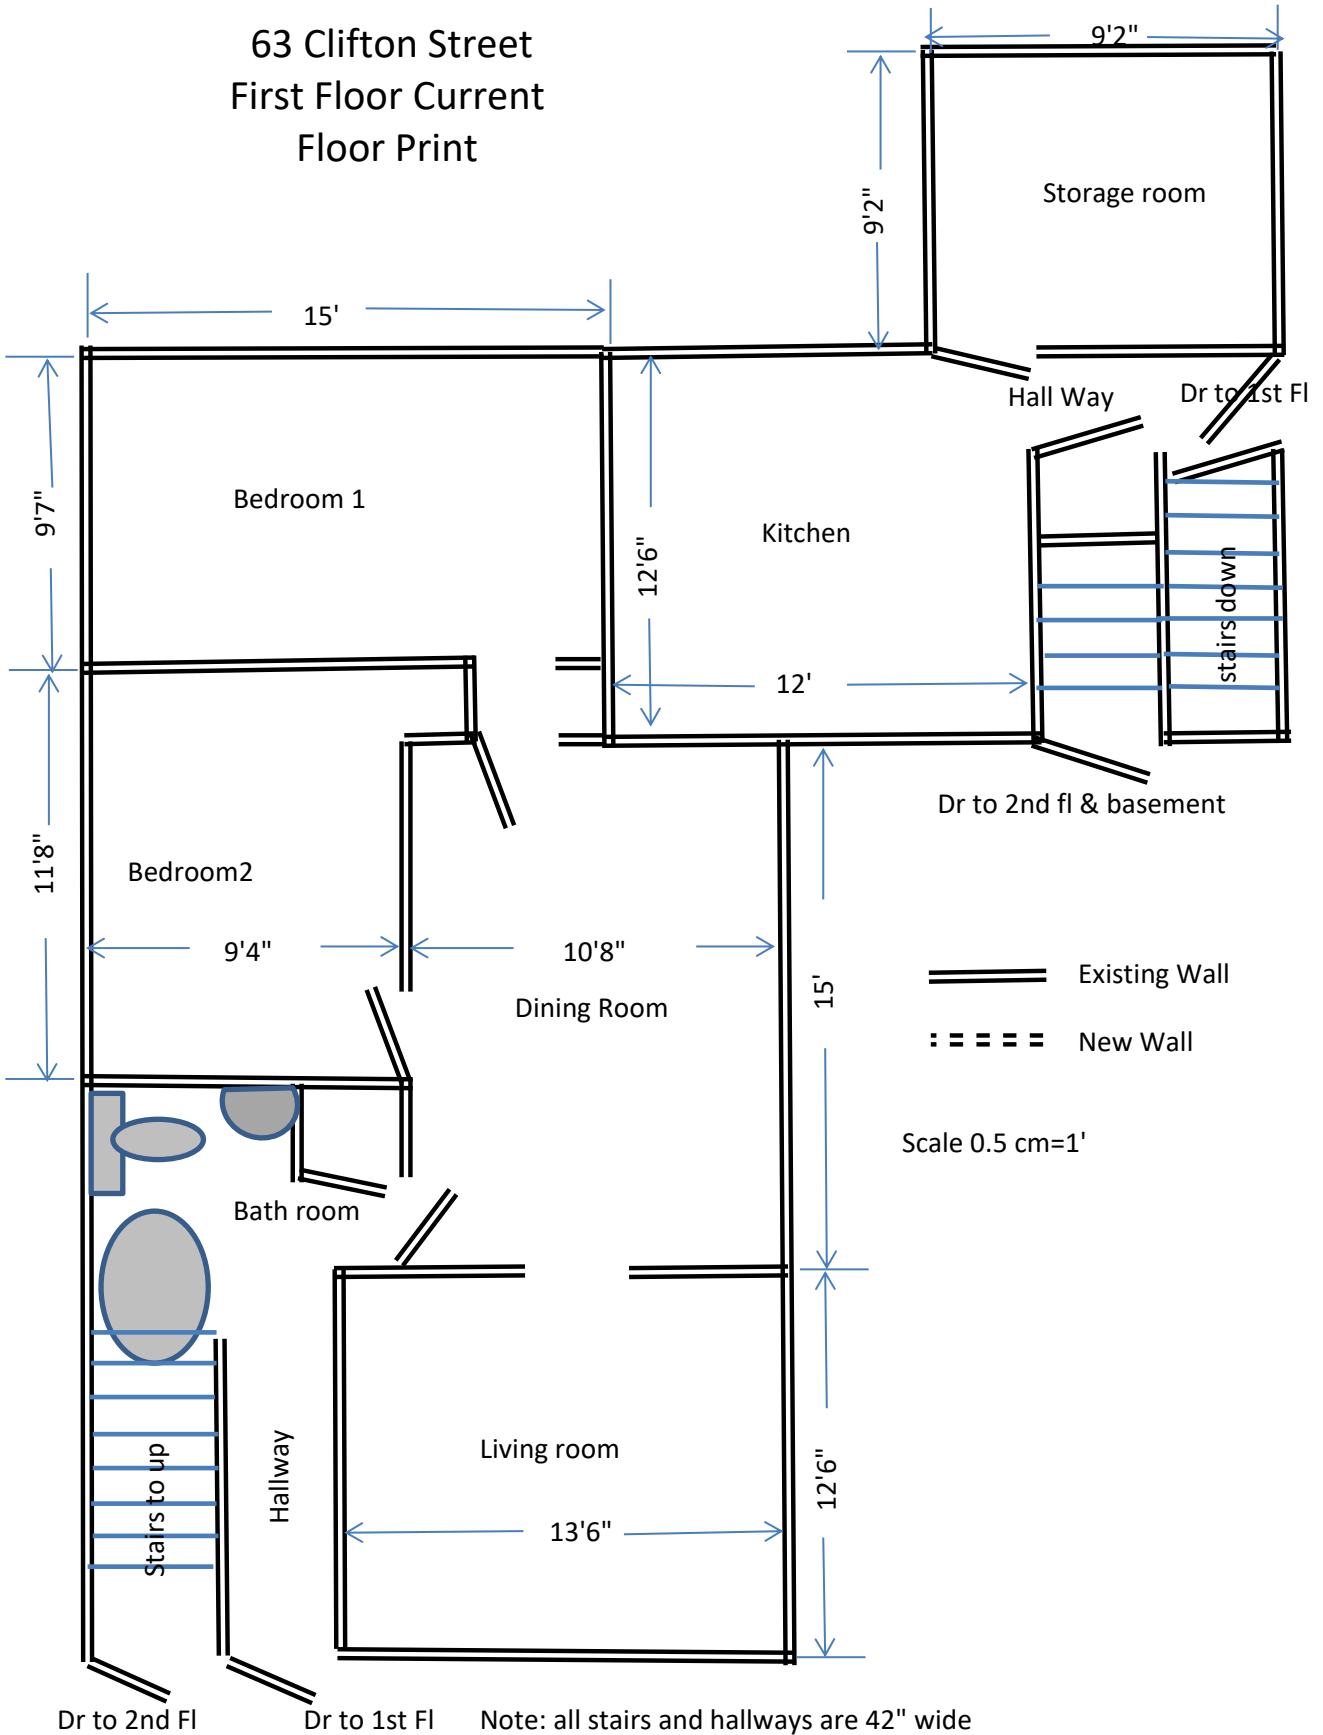 63 Clifton Street
First Floor Current
Floor Print
9'2"
9'2"
Storage room
15'
Hall Way
Dr to 1st Fl
9'7"
Bedroom 1
Kitchen
12'6"
stairs down
12'
Dr to 2nd fl & basement
11'8"
Bedroom2
9'4"
10'8"
15'
Dining Room
Existing Wall
New Wall
Scale 0.5 cm=1'
Bath room
Stairs to up
Hallway
Living room
12'6"
13'6"
Dr to 2nd Fl
Dr to 1st Fl
Note: all stairs and hallways are 42" wide